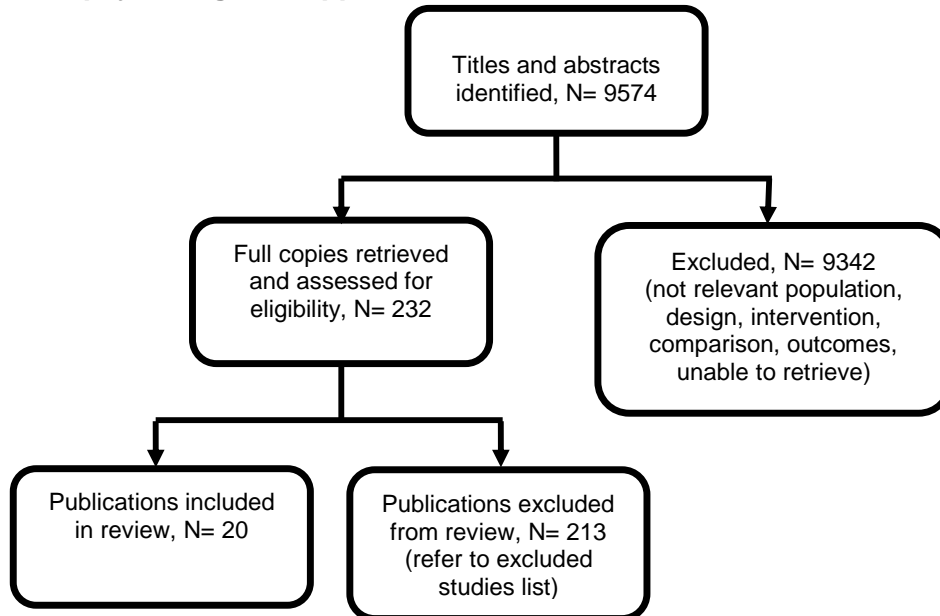 Titles and abstracts
identified, N= 9574
Full copies retrieved
and assessed for
eligibility, N= 232
Excluded, N= 9342
(not relevant population,
design, intervention,
comparison, outcomes,
unable to retrieve)
Publications included
in review, N= 20
Publications excluded
from review, N= 213
(refer to excluded
studies list)